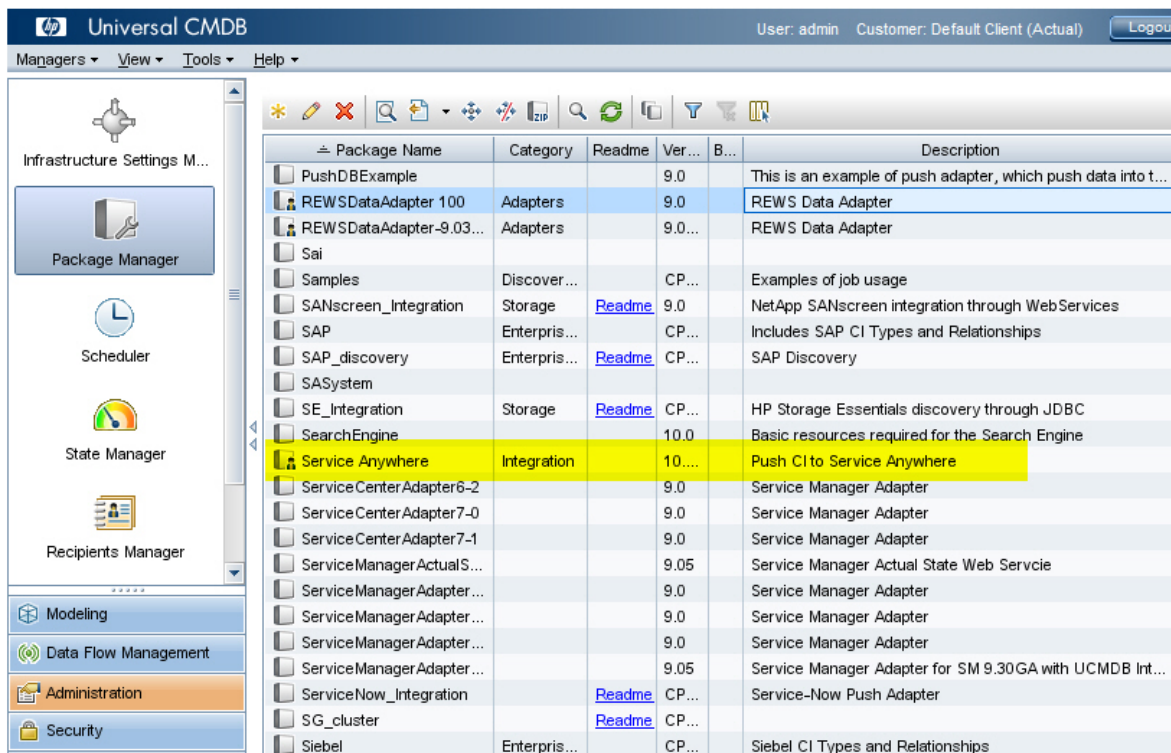 hp Universal CMDB User: admin Customer: Default Client (Actual) Logou
Managers View Tools Help
Infrastructure Settings M...
Package Manager
Scheduler
State Manager
Recipients Manager
Modeling
Data Flow Management
Administration
Security
ZIP
Package Name Category Readme Ver... B... Description
PushDBExample 9.0 This is an example of push adapter, which push data into t...
REWSDataAdapter 100 Adapters 9.0 REWS Data Adapter
REWSDataAdapter-9.03... Adapters 9.0... REWS Data Adapter
Sai
Samples Discover... CP... Examples of job usage
SANscreen_Integration Storage Readme 9.0 NetApp SANscreen integration through WebServices
SAP Enterpris... CP... Includes SAP CI Types and Relationships
SAP_discovery Enterpris... Readme CP... SAP Discovery
SASystem
SE_Integration Storage Readme CP... HP Storage Essentials discovery through JDBC
SearchEngine 10.0 Basic resources required for the Search Engine
Service Anywhere Integration 10.... Push CI to Service Anywhere
ServiceCenterAdapter6-2 9.0 Service Manager Adapter
ServiceCenterAdapter7-0 9.0 Service Manager Adapter
ServiceCenterAdapter7-1 9.0 Service Manager Adapter
ServiceManagerActualS... 9.05 Service Manager Actual State Web Servcie
ServiceManagerAdapter... 9.0 Service Manager Adapter
ServiceManagerAdapter... 9.0 Service Manager Adapter
ServiceManagerAdapter... 9.0 Service Manager Adapter
ServiceManagerAdapter... 9.05 Service Manager Adapter for SM 9.30GA with UCMDB Int...
ServiceNow_Integration Readme CP... Service-Now Push Adapter
SG_cluster Readme CP...
Siebel Enterpris... CP... Siebel CI Types and Relationships